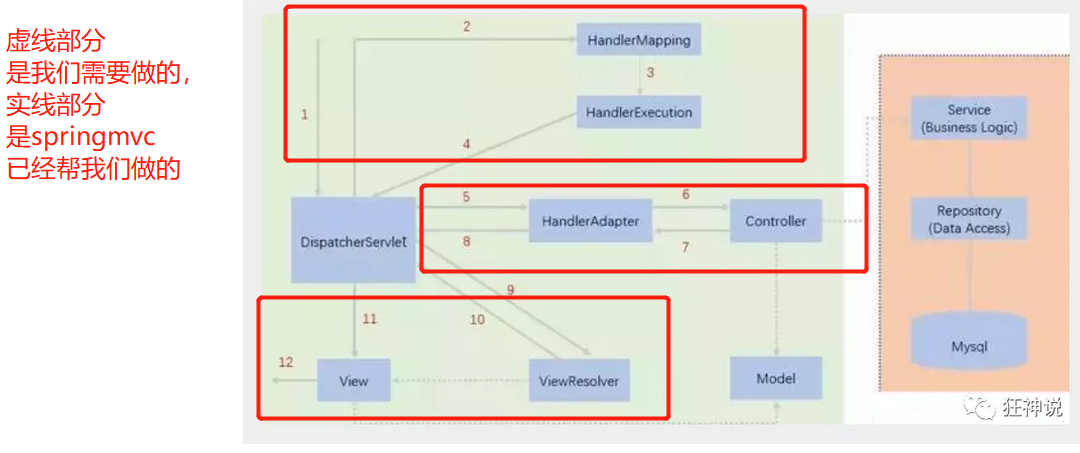 虚线部分
是我们需要做的，
实线部分
是springmvc
已经帮我们做的
2
HandlerMapping
3
1
HandlerExecution
4
5
6
HandlerAdapter
Controller
DispatcherServlet
8
7
9
10
11
12
View
ViewResolver
Model
Service
(Business Logic)
Repository
(Data Access)
Mysql
狂神说